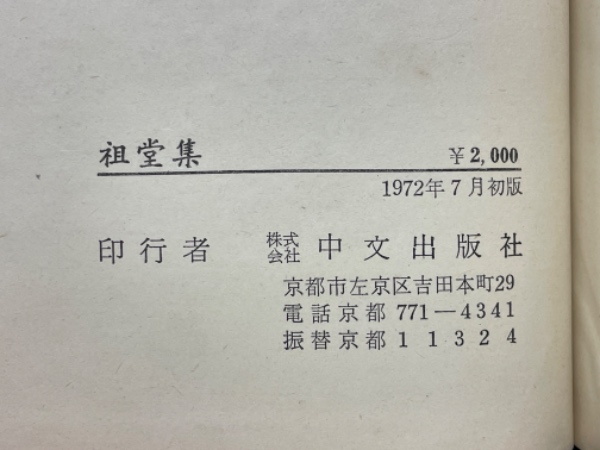 祖堂集 ¥2,000
1972年7月初版
印行者 株式会社 中文出版社
京都市左京区吉田本町29
電話京都 771―4341
振替京都 11324